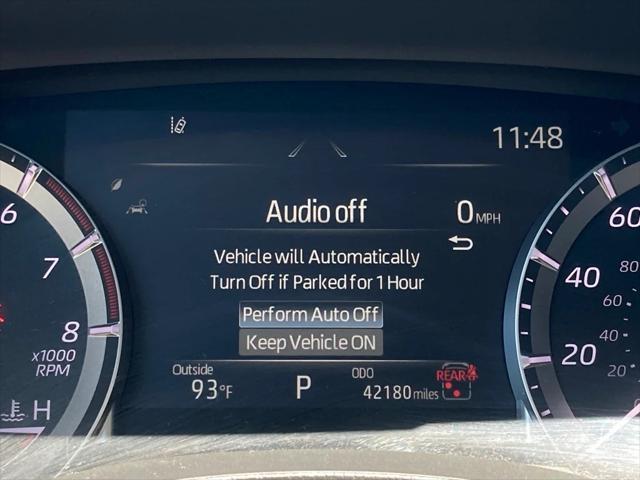 11:48
Audio off
0 MPH
Vehicle will Automatically
Turn Off if Parked for 1 Hour
Perform Auto Off
Keep Vehicle ON
Outside
93°F
P
ODO
42180 miles
REAR
6
7
8
x1000
RPM
H
60
40
20
80
60
40
20